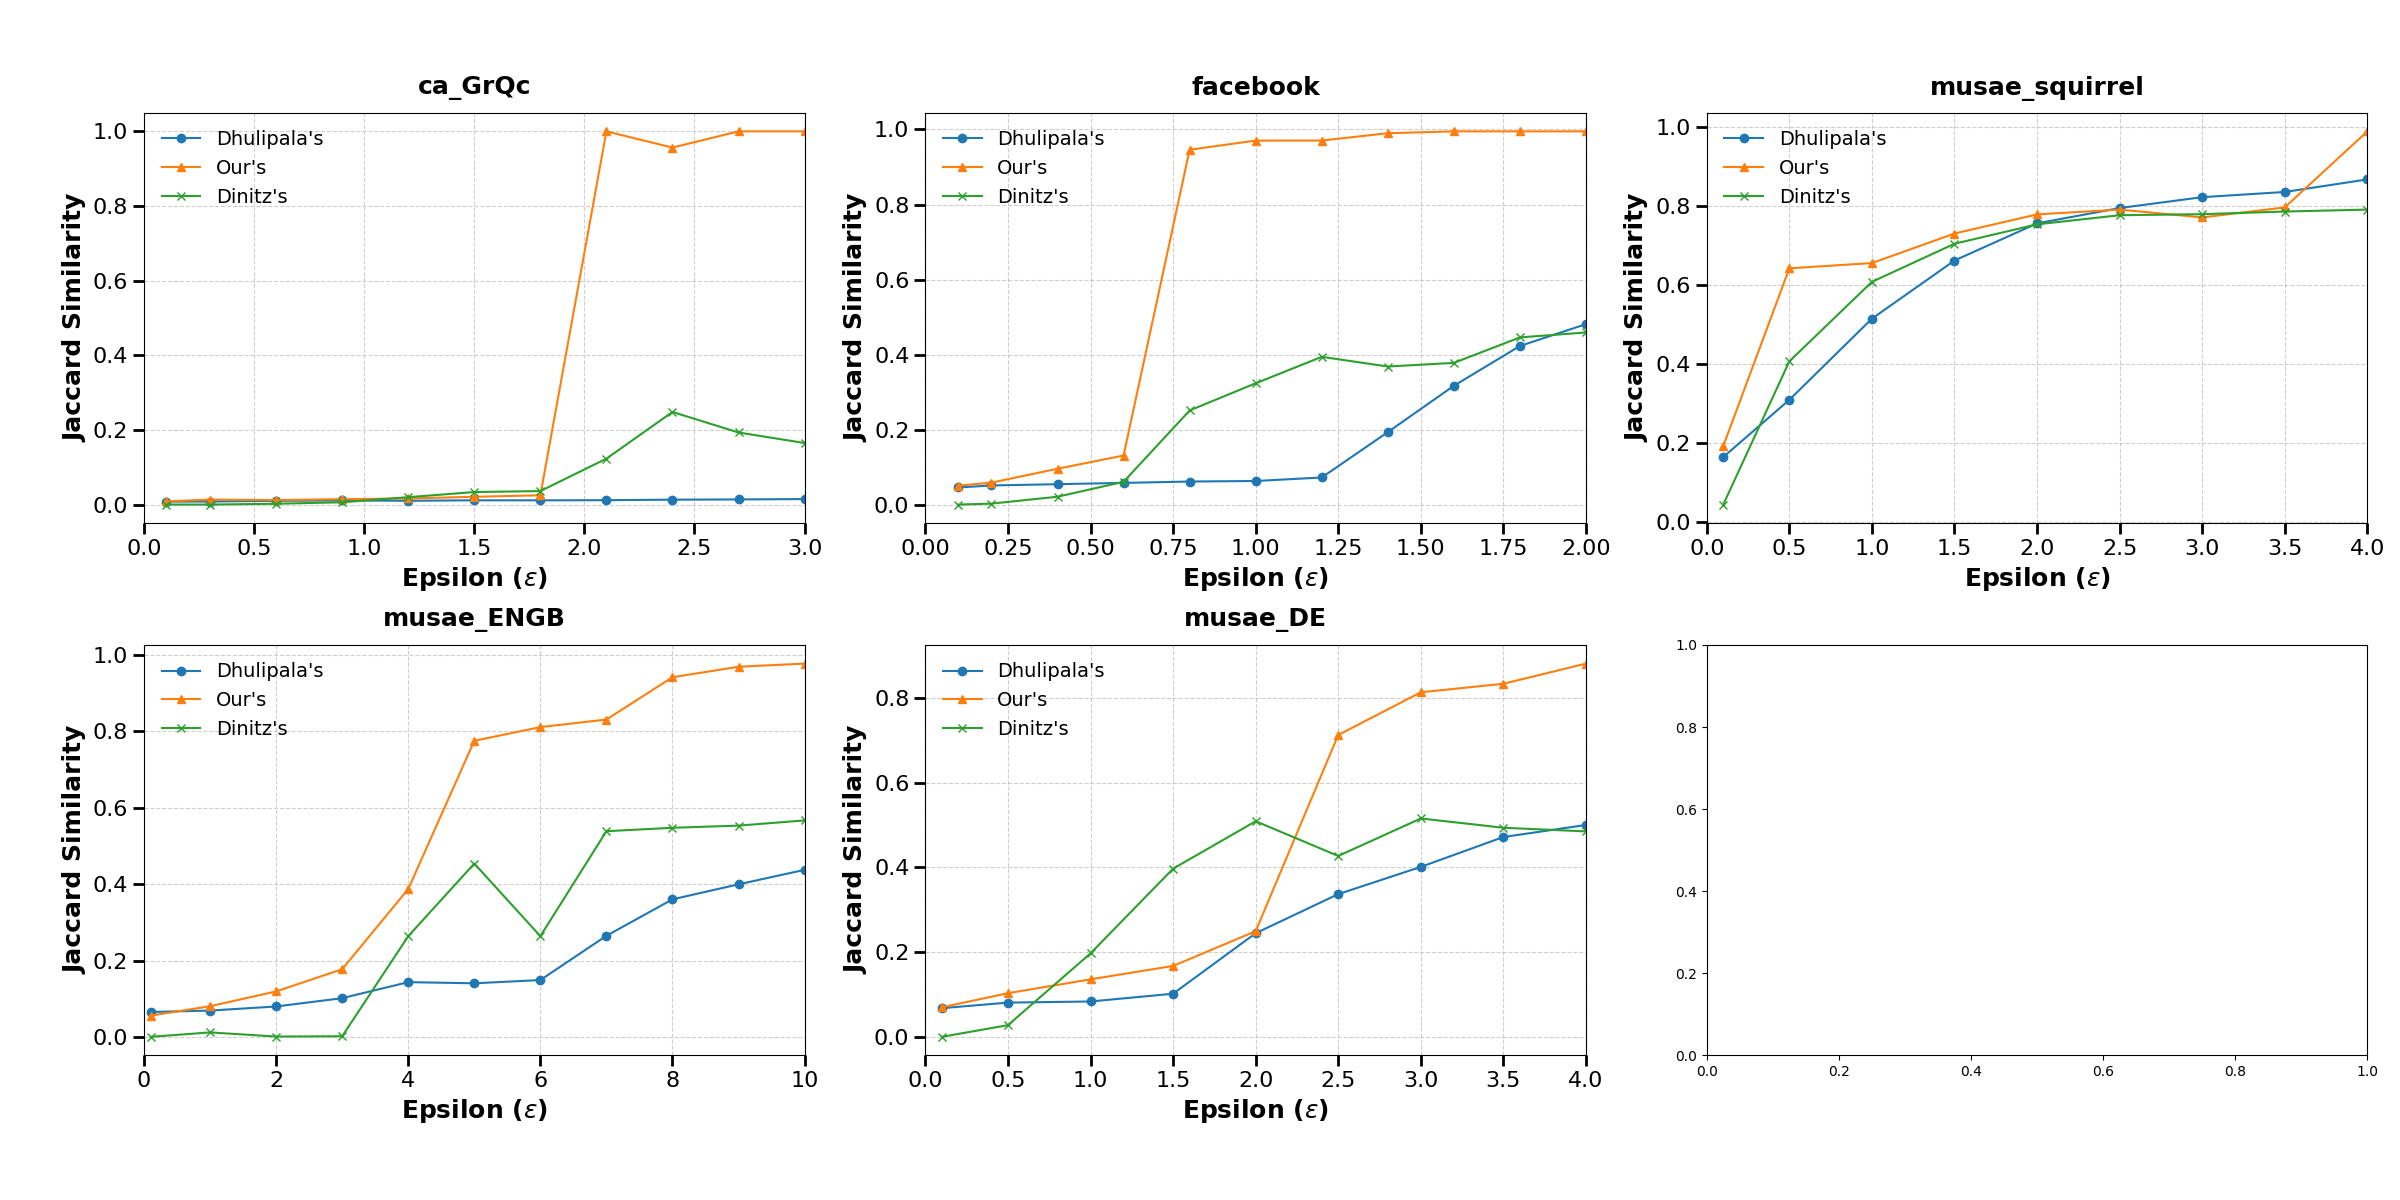 ca_GrQc
Jaccard Similarity
1.0
0.8
0.6
0.4
0.2
0.0
Dhulipala's
Our's
Dinitz's
0.0 0.5 1.0 1.5 2.0 2.5 3.0
Epsilon (ε)
facebook
Jaccard Similarity
1.0
0.8
0.6
0.4
0.2
0.0
Dhulipala's
Our's
Dinitz's
0.00 0.25 0.50 0.75 1.00 1.25 1.50 1.75 2.00
Epsilon (ε)
musae_squirrel
Jaccard Similarity
1.0
0.8
0.6
0.4
0.2
0.0
Dhulipala's
Our's
Dinitz's
0.0 0.5 1.0 1.5 2.0 2.5 3.0 3.5 4.0
Epsilon (ε)
musae_ENGB
Jaccard Similarity
1.0
0.8
0.6
0.4
0.2
0.0
Dhulipala's
Our's
Dinitz's
0 2 4 6 8 10
Epsilon (ε)
musae_DE
Jaccard Similarity
0.8
0.6
0.4
0.2
0.0
Dhulipala's
Our's
Dinitz's
0.0 0.5 1.0 1.5 2.0 2.5 3.0 3.5 4.0
Epsilon (ε)
1.0
0.8
0.6
0.4
0.2
0.0
0.0 0.2 0.4 0.6 0.8 1.0